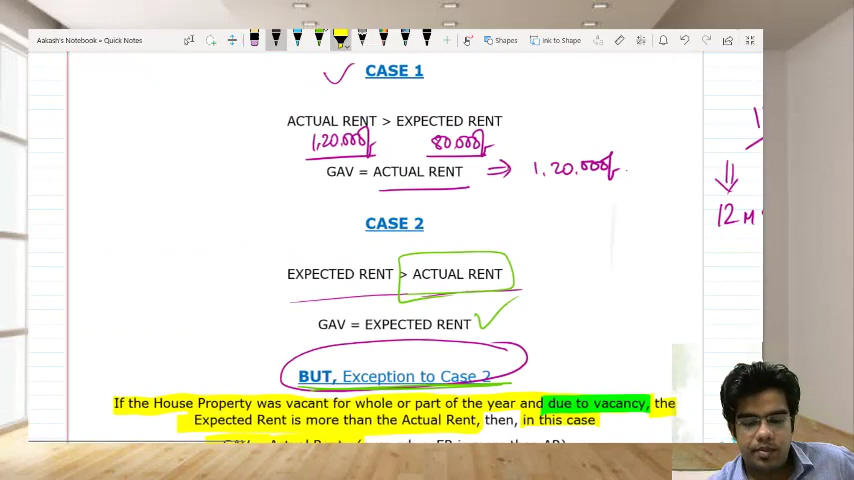 Aakash's Notebook » Quick Notes
Shapes
Ink to Shape
CASE 1
ACTUAL RENT > EXPECTED RENT
1,20,000/- 80,000/-
GAV = ACTUAL RENT ⇒ 1,20,000/-
CASE 2
12 M
EXPECTED RENT > ACTUAL RENT
GAV = EXPECTED RENT
BUT, Exception to Case 2
If the House Property was vacant for whole or part of the year and due to vacancy, the
Expected Rent is more than the Actual Rent, then, in this case